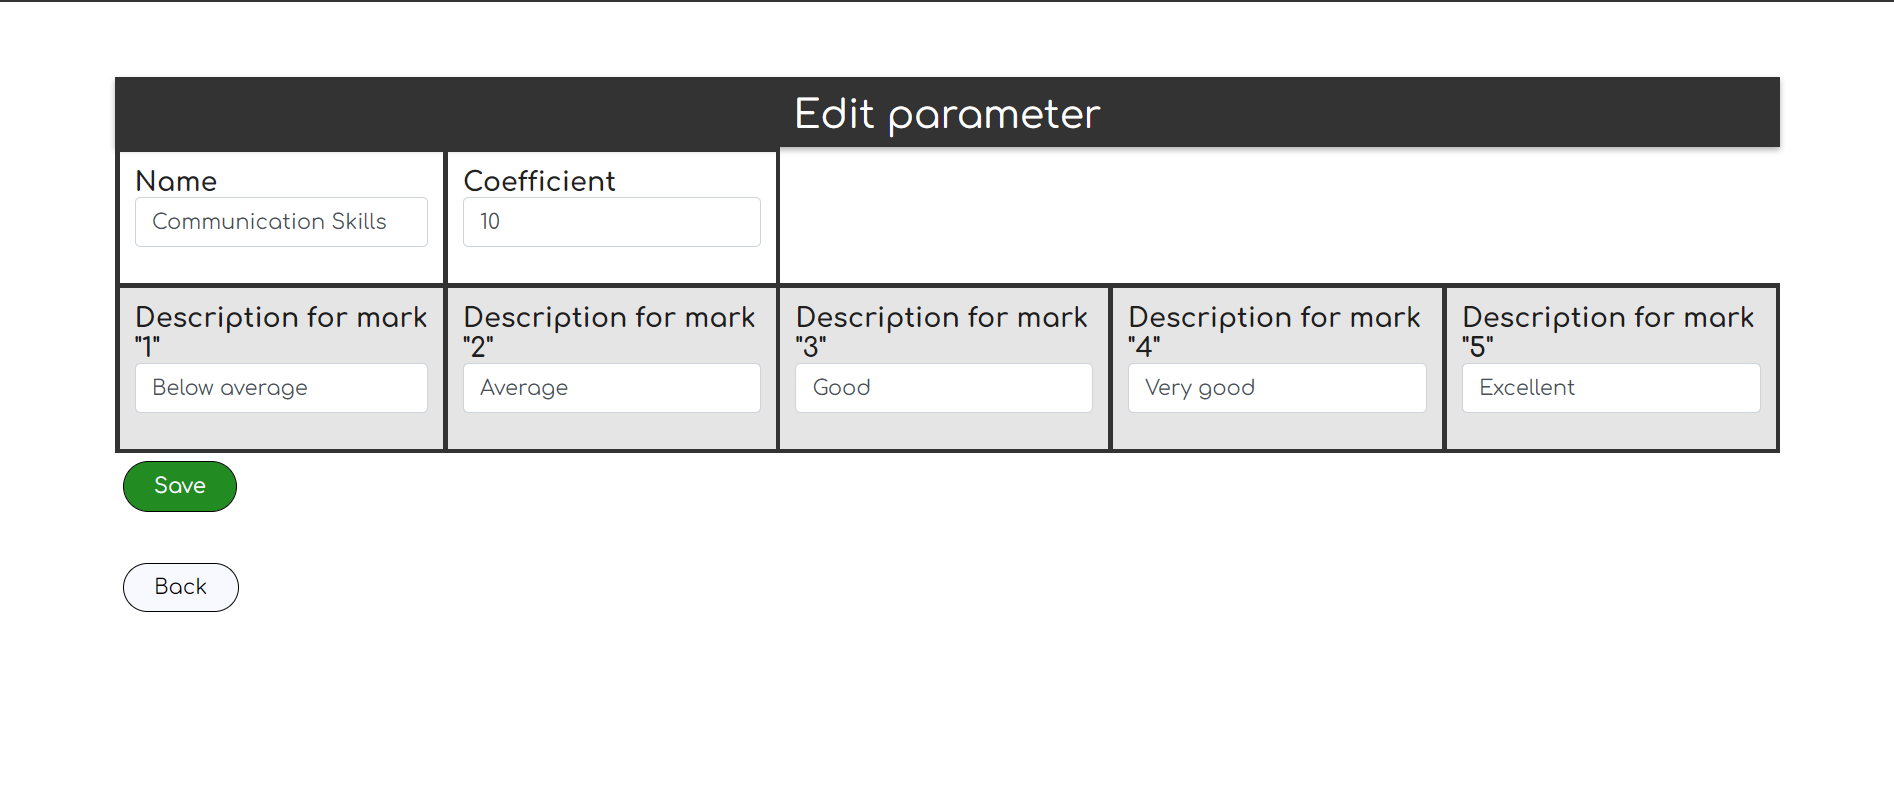 Edit parameter
Name
Coefficient
Communication Skills
10
Description for mark
"1"
Below average
Description for mark
"2"
Average
Description for mark
"3"
Good
Description for mark
"4"
Very good
Description for mark
"5"
Excellent
Save
Back